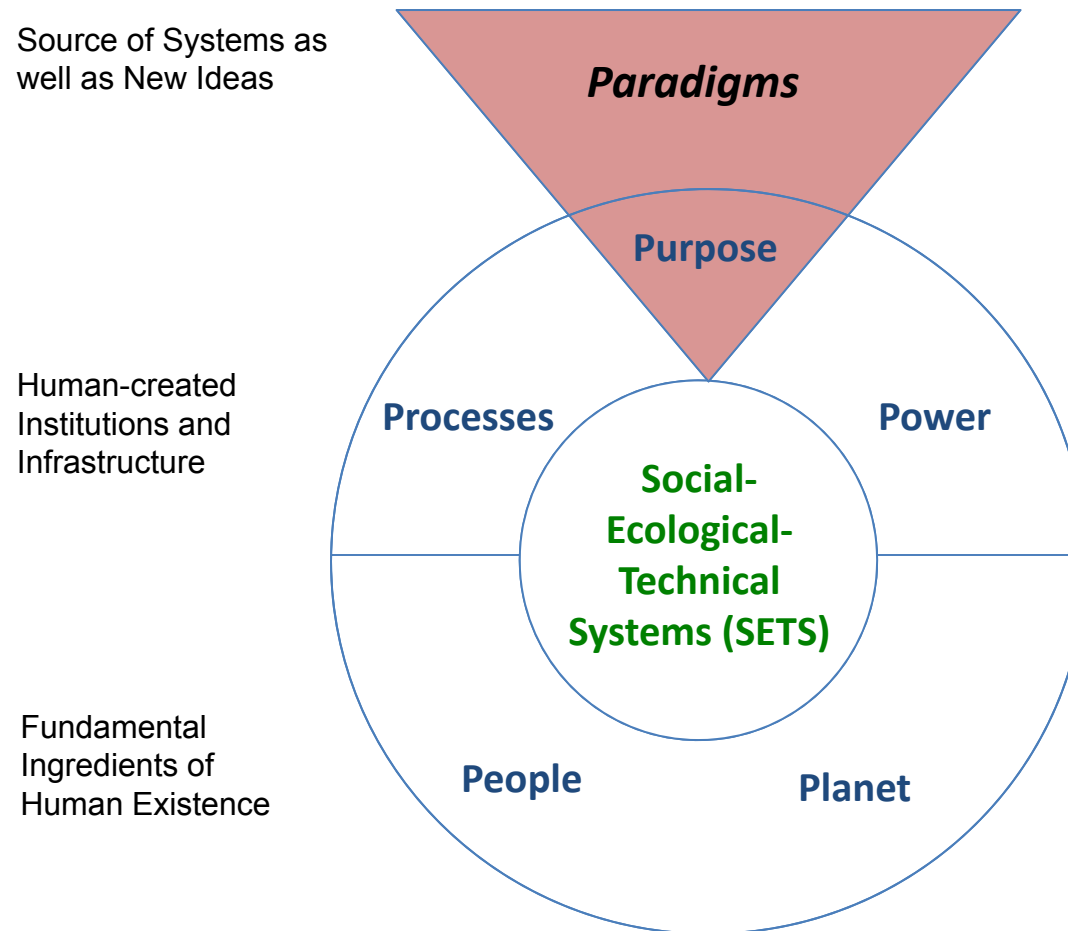 Source of Systems as
well as New Ideas
Paradigms
Purpose
Human-created
Institutions and
Infrastructure
Processes
Power
Social-
Ecological-
Technical
Systems (SETS)
Fundamental
Ingredients of
Human Existence
People
Planet